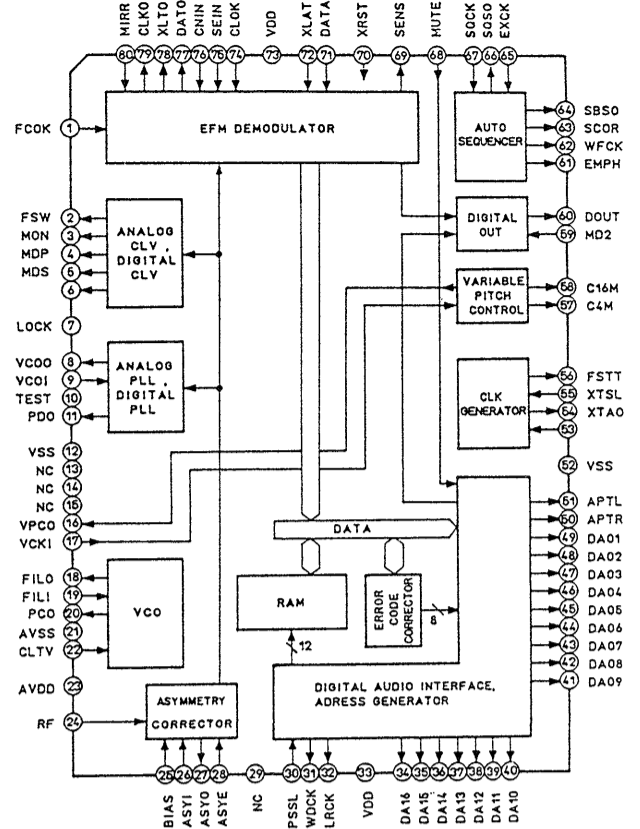 MIRR
CLKO
XLTO
DATO
CNIN
SEIN
CLOK
VDD
XLAT
DATA
XRST
SENS
MUTE
SQCK
SOSO
EXCK
80
79
78
77
76
75
74
73
72
71
70
69
68
67
66
65
FCOK
1
EFM DEMODULATOR
AUTO
SEQUENCER
64
SBSO
63
SCOR
62
WFCK
61
EMPH
FSW
2
MON
3
MDP
4
MDS
5
6
LOCK
7
ANALOG
CLV ,
DIGITAL
CLV
DIGITAL
OUT
60
DOUT
59
MD2
VARIABLE
PITCH
CONTROL
58
C16M
57
C4M
VCOO
8
VCOI
9
TEST
10
PDO
11
ANALOG
PLL ,
DIGITAL
PLL
CLK
GENERATOR
56
FSTT
55
XTSL
54
XTAO
53
52
VSS
VSS
12
NC
13
NC
14
NC
15
VPCO
16
VCKI
17
DATA
51
APTL
50
APTR
49
DA01
48
DA02
47
DA03
46
DA04
45
DA05
44
DA06
43
DA07
42
DA08
41
DA09
FILO
18
FILI
19
PCO
20
AVSS
21
CLTV
22
VCO
RAM
ERROR
CODE
CORRECTOR
8
12
AVDD
23
RF
24
ASYMMETRY
CORRECTOR
DIGITAL AUDIO INTERFACE,
ADRESS GENERATOR
25
26
27
28
29
30
31
32
33
34
35
36
37
38
39
40
BIAS
ASYI
ASYO
ASYE
NC
PSSL
WDCK
LRCK
VDD
DA16
DA15
DA14
DA13
DA12
DA11
DA10